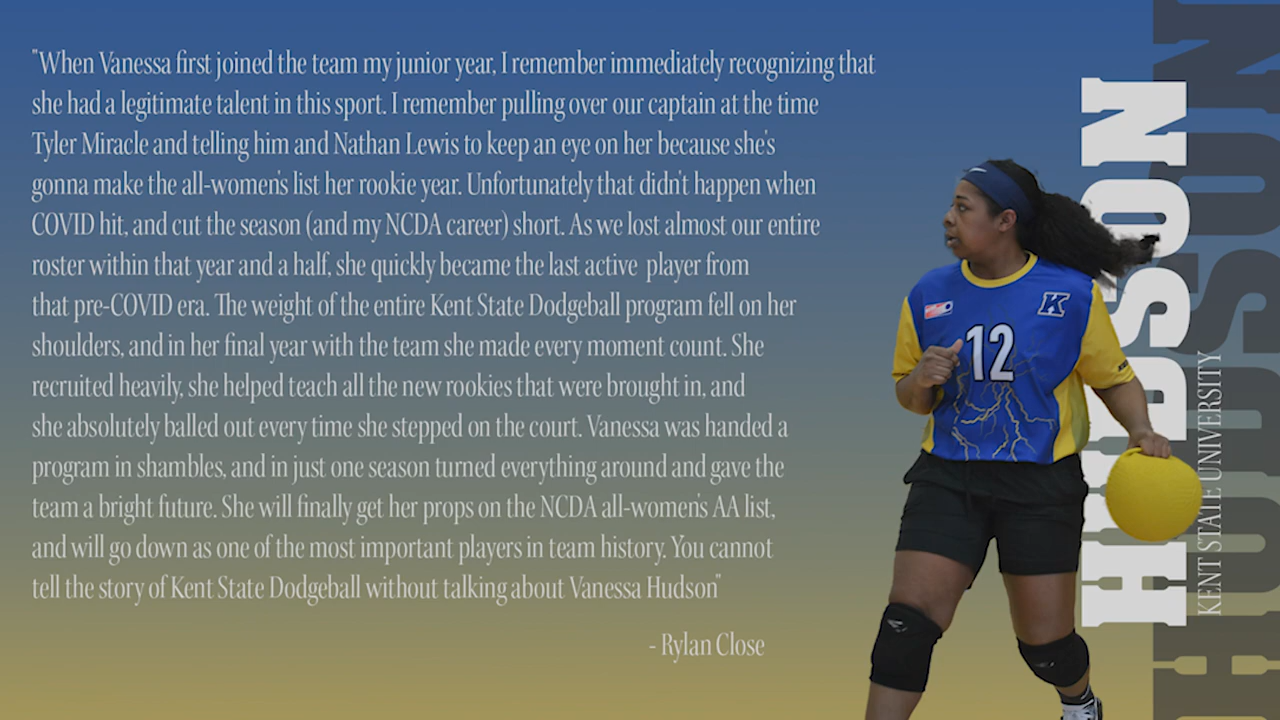 "When Vanessa first joined the team my junior year, I remember immediately recognizing that
she had a legitimate talent in this sport. I remember pulling over our captain at the time
Tyler Miracle and telling him and Nathan Lewis to keep an eye on her because she's
gonna make the all-women's list her rookie year. Unfortunately that didn't happen when
COVID hit, and cut the season (and my NCDA career) short. As we lost almost our entire
roster within that year and a half, she quickly became the last active player from
that pre-COVID era. The weight of the entire Kent State Dodgeball program fell on her
shoulders, and in her final year with the team she made every moment count. She
recruited heavily, she helped teach all the new rookies that were brought in, and
she absolutely balled out every time she stepped on the court. Vanessa was handed a
program in shambles, and in just one season turned everything around and gave the
team a bright future. She will finally get her props on the NCDA all-women's AA list,
and will go down as one of the most important players in team history. You cannot
tell the story of Kent State Dodgeball without talking about Vanessa Hudson"
- Rylan Close
K
12
HUDSON
KENT STATE UNIVERSITY
HUDSON